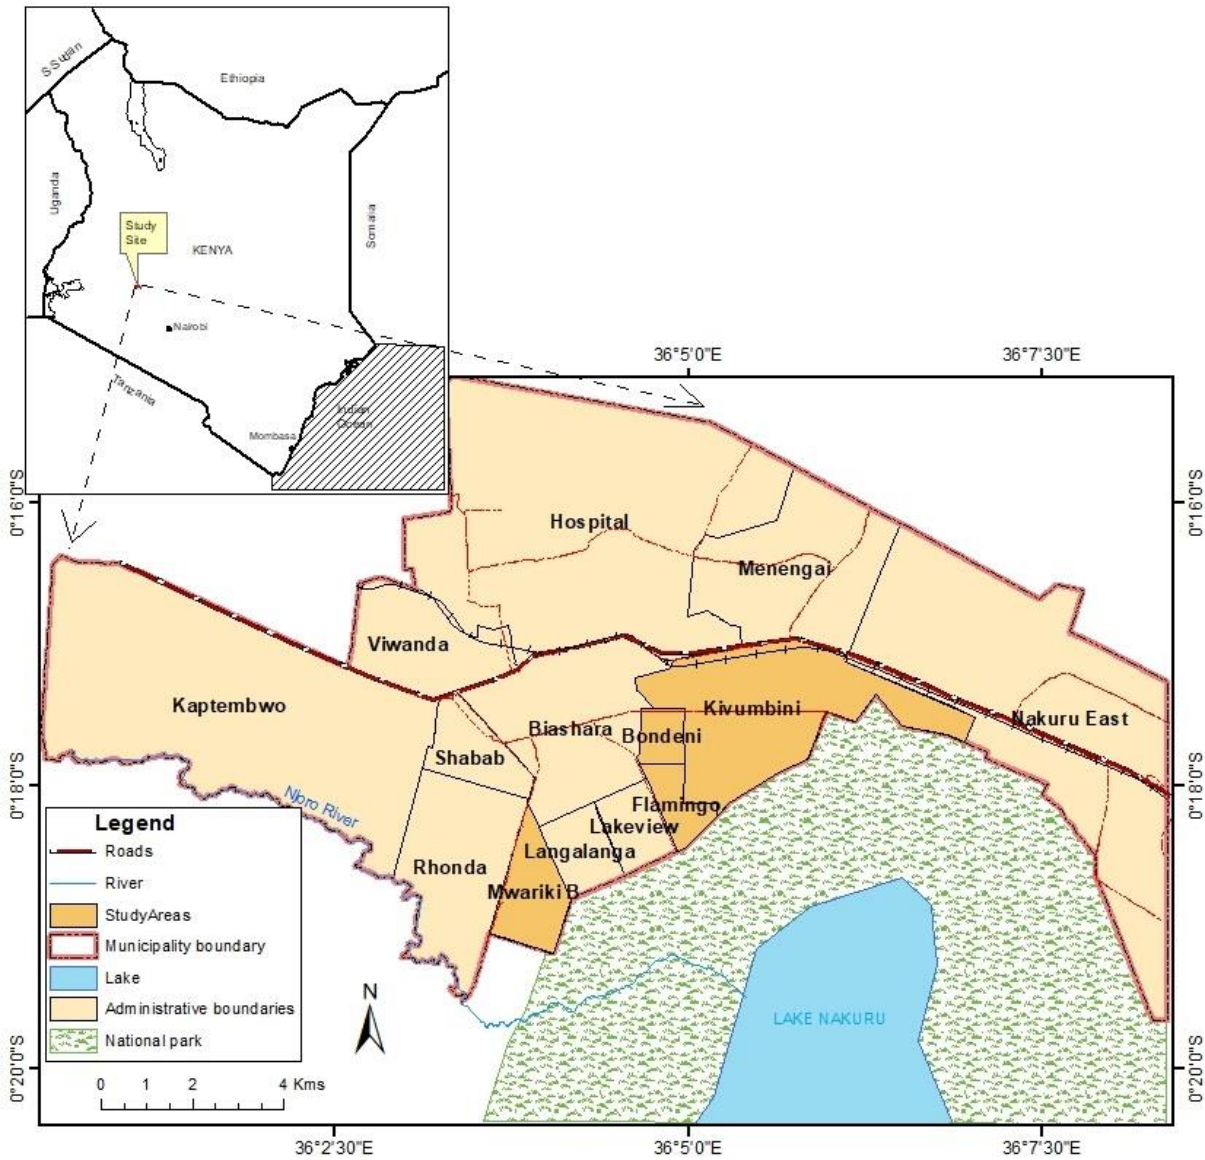 S Sudan
Ethiopia
Uganda
Study
Site
KENYA
Somalia
Nairobi
Tanzania
Indian
Ocean
Mombasa
36°5'0"E
36°7'30"E
0°16'0"S
0°16'0"S
Hospital
Menengai
Viwanda
Kaptembwo
Kivumbini
Nakuru East
Biashara
Bondeni
Shabab
0°18'0"S
0°18'0"S
Njoro River
Flamingo
Lakeview
Langalanga
Rhonda
Mwariki B
Legend
Roads
River
StudyAreas
Municipality boundary
Lake
Administrative boundaries
National park
N
LAKE NAKURU
0°20'0"S
0°20'0"S
0 1 2 4 Kms
36°2'30"E
36°5'0"E
36°7'30"E